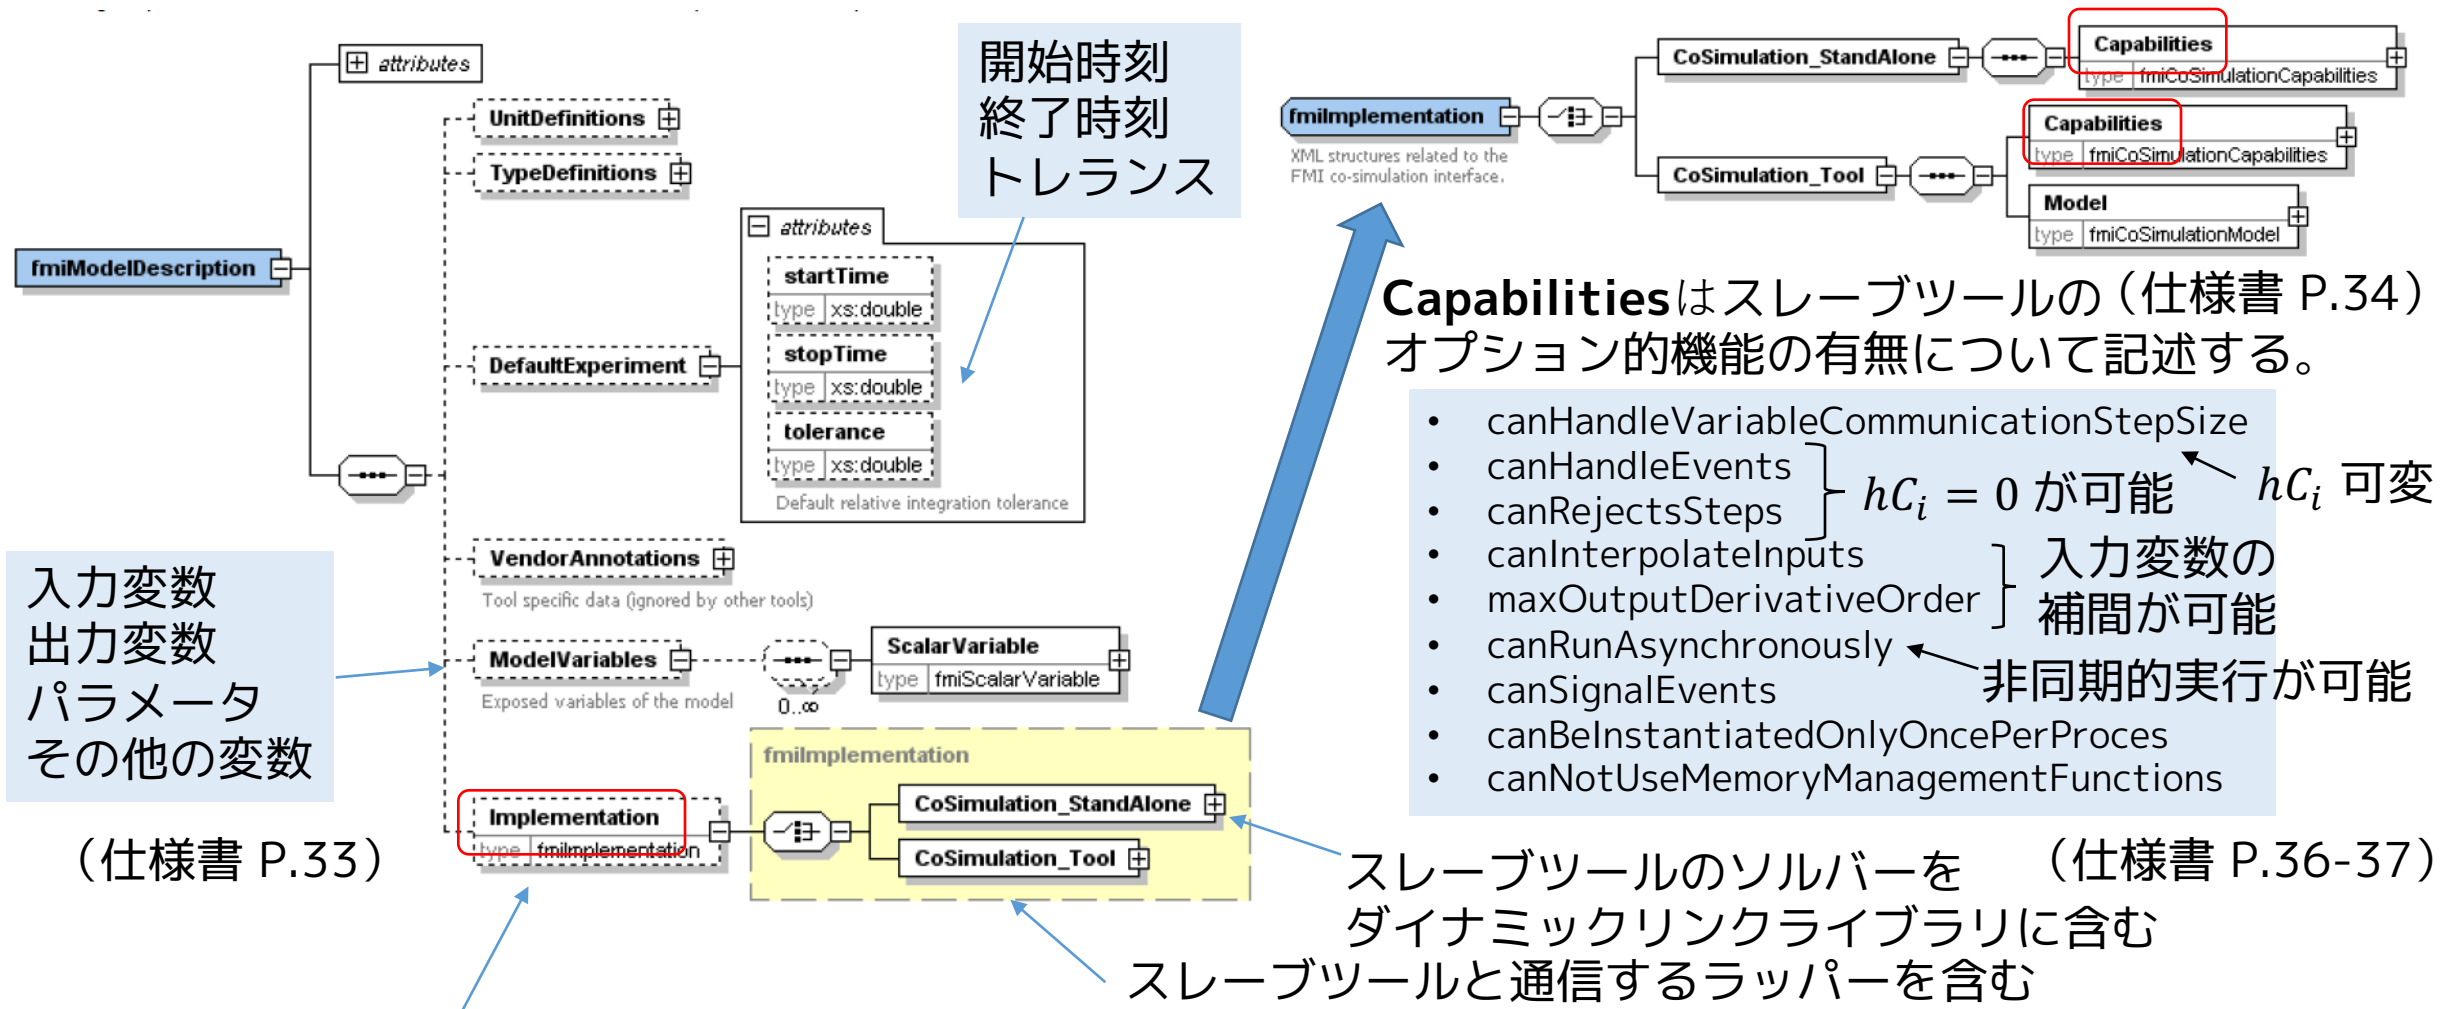 attributes
UnitDefinitions
TypeDefinitions
fmiModelDescription
attributes
startTime
type xs:double
stopTime
type xs:double
tolerance
type xs:double
Default relative integration tolerance
DefaultExperiment
開始時刻
終了時刻
トレランス
VendorAnnotations
Tool specific data (ignored by other tools)
ModelVariables
Exposed variables of the model
0..∞
ScalarVariable
type fmiScalarVariable
入力変数
出力変数
パラメータ
その他の変数
(仕様書 P.33)
Implementation
type fmiImplementation
fmiImplementation
CoSimulation_StandAlone
CoSimulation_Tool
fmiImplementation
XML structures related to the
FMI co-simulation interface.
CoSimulation_StandAlone
Capabilities
type fmiCoSimulationCapabilities
CoSimulation_Tool
Capabilities
type fmiCoSimulationCapabilities
Model
type fmiCoSimulationModel
Capabilitiesはスレーブツールの(仕様書 P.34)
オプション的機能の有無について記述する。
• canHandleVariableCommunicationStepSize
• canHandleEvents
• canRejectsSteps
• canInterpolateInputs
• maxOutputDerivativeOrder
• canRunAsynchronously
• canSignalEvents
• canBeInstantiatedOnlyOncePerProces
• canNotUseMemoryManagementFunctions
hCi = 0 が可能
hCi 可変
入力変数の
補間が可能
非同期的実行が可能
(仕様書 P.36-37)
スレーブツールのソルバーを
ダイナミックリンクライブラリに含む
スレーブツールと通信するラッパーを含む